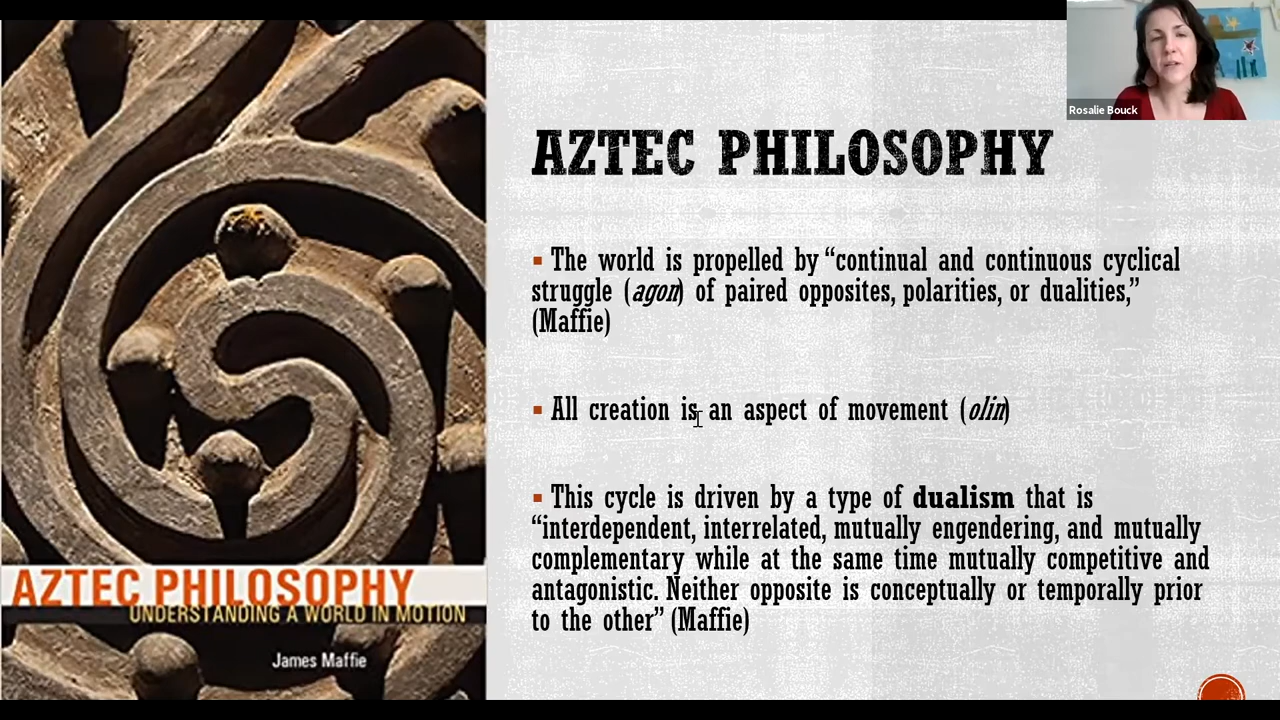 Rosalie Bouck
AZTEC PHILOSOPHY
▪ The world is propelled by “continual and continuous cyclical
struggle (agon) of paired opposites, polarities, or dualities,”
(Maffie)
▪ All creation is an aspect of movement (olin)
▪ This cycle is driven by a type of dualism that is
“interdependent, interrelated, mutually engendering, and mutually
complementary while at the same time mutually competitive and
antagonistic. Neither opposite is conceptually or temporally prior
to the other” (Maffie)
AZTEC PHILOSOPHY
UNDERSTANDING A WORLD IN MOTION
James Maffie